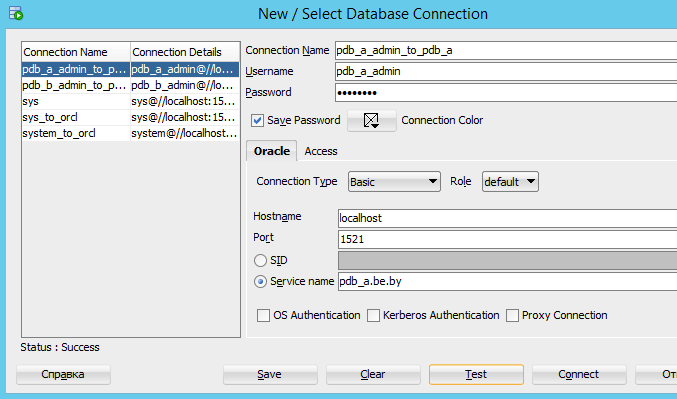 New / Select Database Connection
Connection Name Connection Details
pdb_a_admin_to_p... pdb_a_admin@//lo...
pdb_b_admin_to_p... pdb_b_admin@//lo...
sys sys@//localhost:15...
sys_to_orcl sys@//localhost:15...
system_to_orcl system@//localhost...
Connection Name pdb_a_admin_to_pdb_a
Username pdb_a_admin
Password ••••••••
Save Password Connection Color
Oracle Access
Connection Type Basic Role default
Hostname localhost
Port 1521
SID
Service name pdb_a.be.by
OS Authentication Kerberos Authentication Proxy Connection
Status : Success
Справка Save Clear Test Connect От